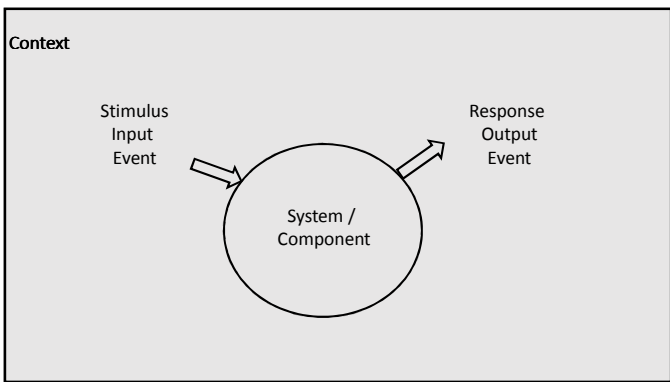 Context
Stimulus
Input
Event
Response
Output
Event
System /
Component